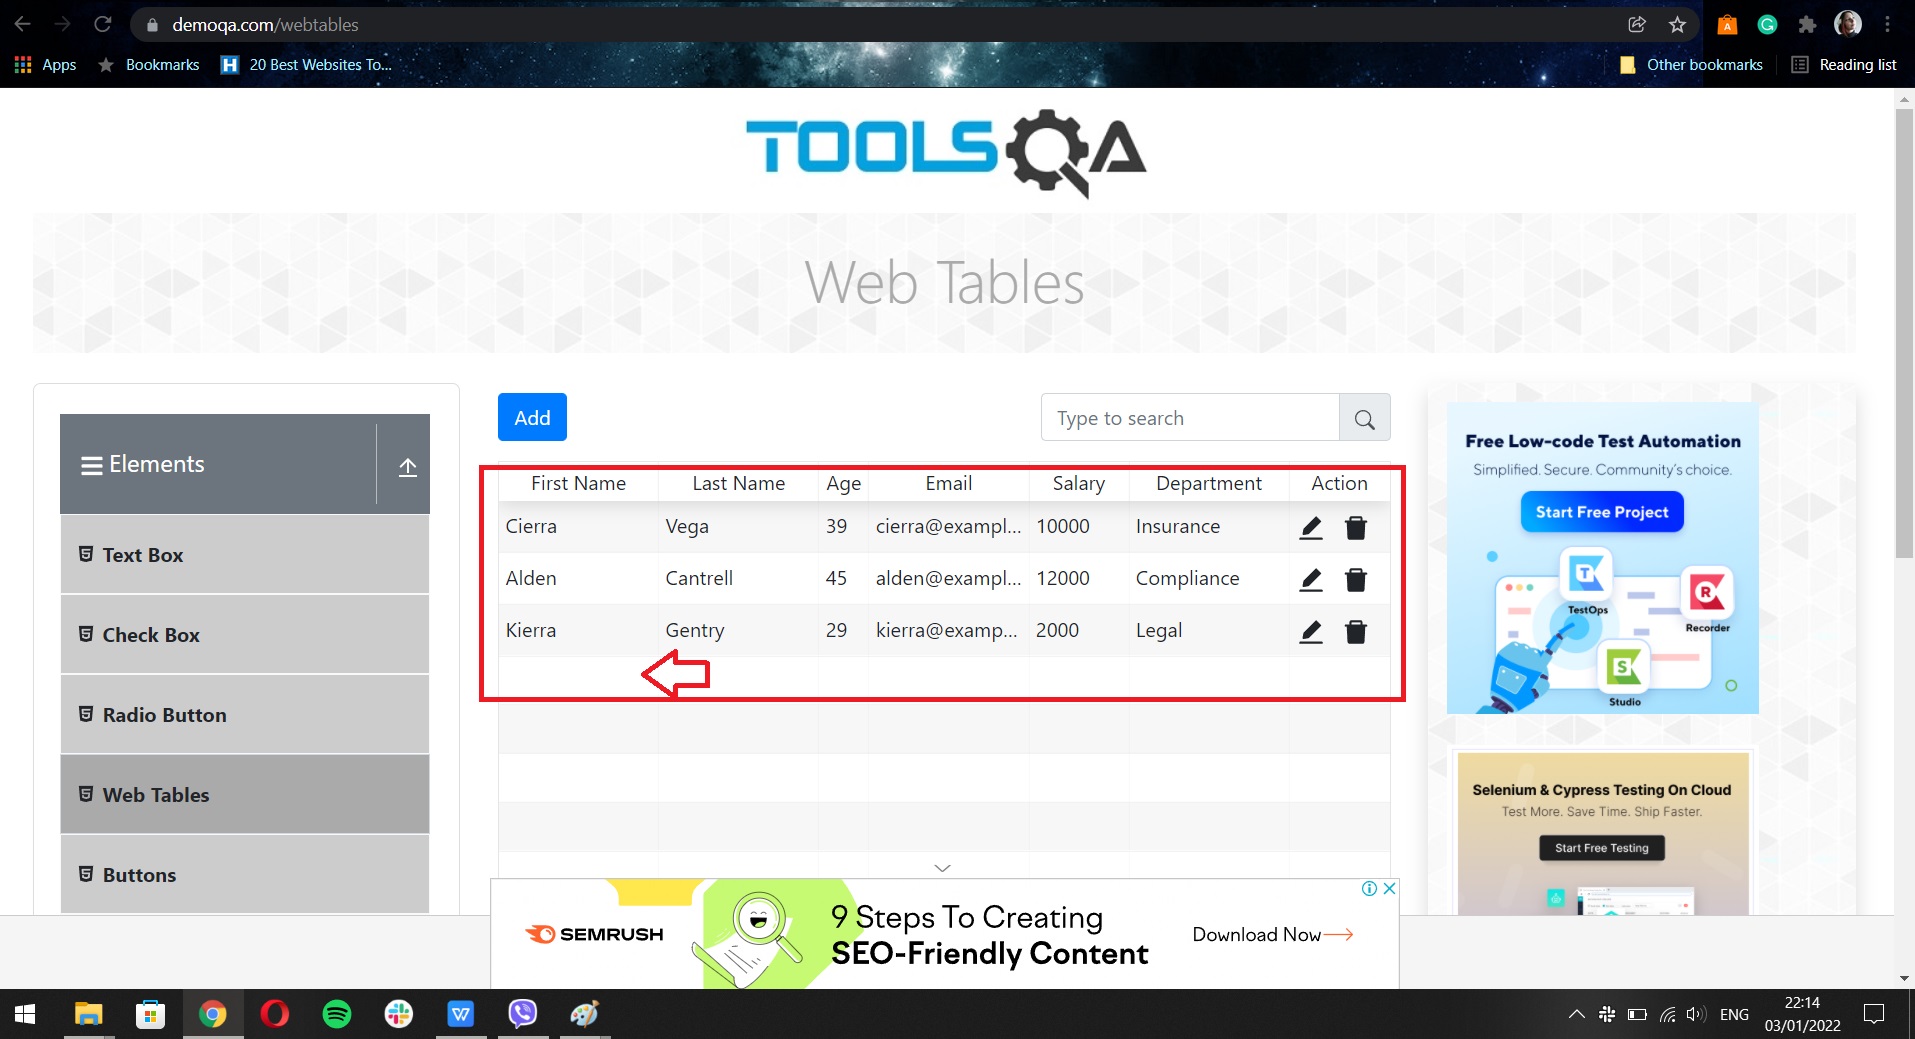 demoqa.com/webtables
Apps
Bookmarks
H 20 Best Websites To...
Other bookmarks
Reading list
TOOLSQA
Web Tables
Elements
Text Box
Check Box
Radio Button
Web Tables
Buttons
Add
Type to search
First Name Last Name Age Email Salary Department Action
Cierra Vega 39 cierra@exampl... 10000 Insurance
Alden Cantrell 45 alden@exampl... 12000 Compliance
Kierra Gentry 29 kierra@examp... 2000 Legal
Free Low-code Test Automation
Simplified. Secure. Community's choice.
Start Free Project
TestOps
Recorder
Studio
Selenium & Cypress Testing On Cloud
Test More. Save Time. Ship Faster.
Start Free Testing
SEMRUSH
9 Steps To Creating
SEO-Friendly Content
Download Now
ENG
22:14
03/01/2022